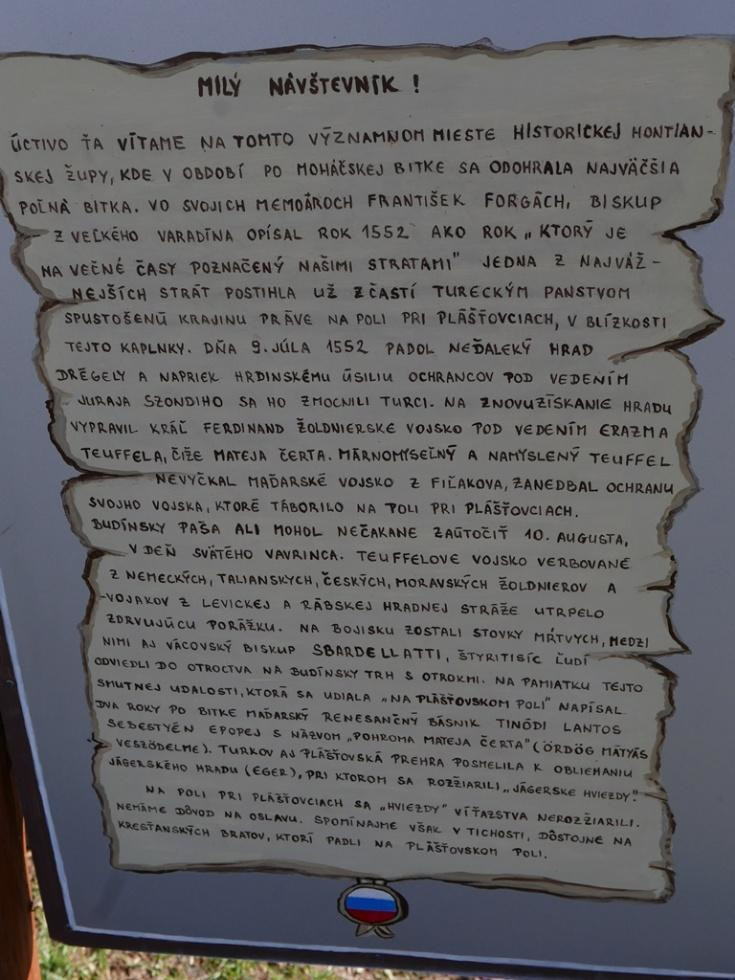 MILÝ NÁVŠTEVNÍK !
ÚCTIVO ŤA VÍTAME NA TOMTO VÝZNAMNOM MIESTE HISTORICKEJ HONTIAN-
SKEJ ŽUPY, KDE V OBDOBÍ PO MOHÁČSKEJ BITKE SA ODOHRALA NAJVÄČŠIA
POĽNÁ BITKA. VO SVOJICH MEMOÁROCH FRANTIŠEK FORGÁCH, BISKUP
Z VEĽKÉHO VARADÍNA OPÍSAL ROK 1552 AKO ROK „KTORÝ JE
NA VEČNÉ ČASY POZNAČENÝ NAŠIMI STRATAMI" JEDNA Z NAJVÁŽ-
NEJŠÍCH STRÁT POSTIHLA UŽ Z ČASTÍ TURECKÝM PANSTVOM
SPUSTOŠENÚ KRAJINU PRÁVE NA POLI PRI PLÁŠŤOVCIACH, V BLÍZKOSTI
TEJTO KAPLNKY. DŇA 9. JÚLA 1552 PADOL NEĎALEKÝ HRAD
DRÉGELY A NAPRIEK HRDINSKÉMU ÚSILIU OCHRANCOV POD VEDENÍM
JURAJA SZONDIHO SA HO ZMOCNILI TURCI. NA ZNOVUZÍSKANIE HRADU
VYPRAVIL KRÁĽ FERDINAND ŽOLDNIERSKE VOJSKO POD VEDENÍM ERAZMA
TEUFFELA, ČIŽE MATEJA ČERTA. MÁRNOMYSEĽNÝ A NAMYSLENÝ TEUFFEL
NEVYČKAL MAĎARSKÉ VOJSKO Z FIĽAKOVA, ZANEDBAL OCHRANU
SVOJHO VOJSKA, KTORÉ TÁBORILO NA POLI PRI PLÁŠŤOVCIACH.
BUDÍNSKY PAŠA ALI MOHOL NEČAKANE ZAÚTOČIŤ 10. AUGUSTA,
V DEŇ SVÄTÉHO VAVRINCA. TEUFFELOVE VOJSKO VERBOVANÉ
Z NEMECKÝCH, TALIANSKYCH, ČESKÝCH, MORAVSKÝCH ŽOLDNIEROV A
VOJAKOV Z LEVICKEJ A RÁBSKEJ HRADNEJ STRÁŽE UTRPELO
ZDRVUJÚCU PORÁŽKU. NA BOJISKU ZOSTALI STOVKY MŔTVYCH, MEDZI
NIMI AJ VÁCOVSKÝ BISKUP SBARDELLATTI, ŠTYRITISÍC ĽUDÍ
ODVIEDLI DO OTROCTVA NA BUDÍNSKY TRH S OTROKMI. NA PAMIATKU TEJTO
SMUTNEJ UDALOSTI, KTORÁ SA UDIALA „NA PLÁŠŤOVSKOM POLI" NAPÍSAL
DVA ROKY PO BITKE MAĎARSKÝ RENESANČNÝ BÁSNIK TINÓDI LANTOS
SEBESTYÉN EPOPEJ S NÁZVOM „POHROMA MATEJA ČERTA" (ÖRDÖG MÁTYÁS
VESZÖDELME). TURKOV AJ PLÁŠŤOVSKÁ PREHRA POSMELILA K OBLIEHANIU
JÁGERSKÉHO HRADU (EGER), PRI KTOROM SA ROZŽIARILI „JÁGERSKE HVIEZDY".
NA POLI PRI PLÁŠŤOVCIACH SA „HVIEZDY" VÍŤAZSTVA NEROZŽIARILI.
NEMÁME DÔVOD NA OSLAVU. SPOMÍNAJME VŠAK V TICHOSTI, DÔSTOJNE NA
KRESŤANSKÝCH BRATOV, KTORÍ PADLI NA PLÁŠŤOVSKOM POLI.